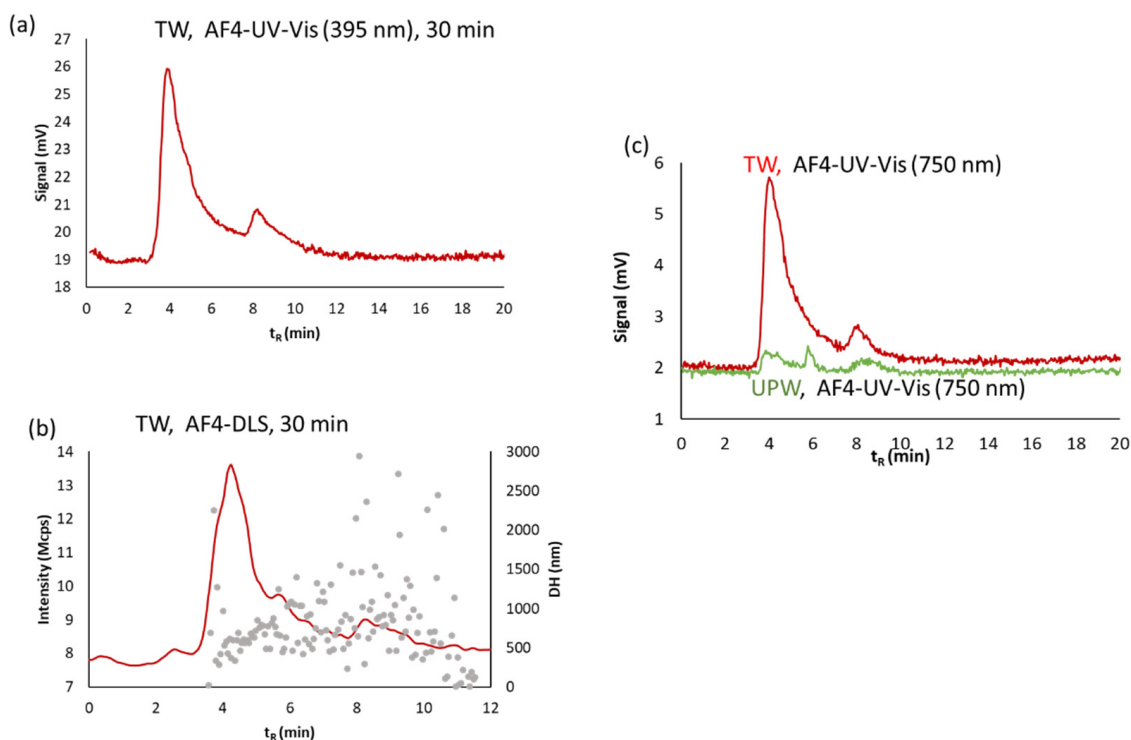 (a)
TW, AF4-UV-Vis (395 nm), 30 min
27
26
25
24
23
22
21
20
19
18
Signal (mV)
0 2 4 6 8 10 12 14 16 18 20
tR (min)
(b)
TW, AF4-DLS, 30 min
14
13
12
11
10
9
8
7
Intensity (Mcps)
3000
2500
2000
1500
1000
500
0
DH (nm)
0 2 4 6 8 10 12
tR (min)
(c)
TW, AF4-UV-Vis (750 nm)
6
5
4
3
2
1
Signal (mV)
UPW, AF4-UV-Vis (750 nm)
0 2 4 6 8 10 12 14 16 18 20
tR (min)